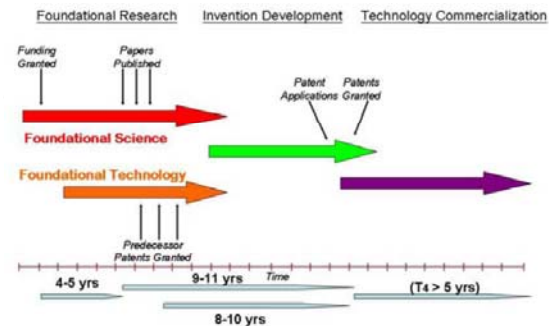 Foundational Research
Invention Development
Technology Commercialization
Funding
Granted
Papers
Published
Patent
Applications
Patents
Granted
Foundational Science
Foundational Technology
Predecessor
Patents Granted
Time
4-5 yrs
9-11 yrs
(T4 > 5 yrs)
8-10 yrs